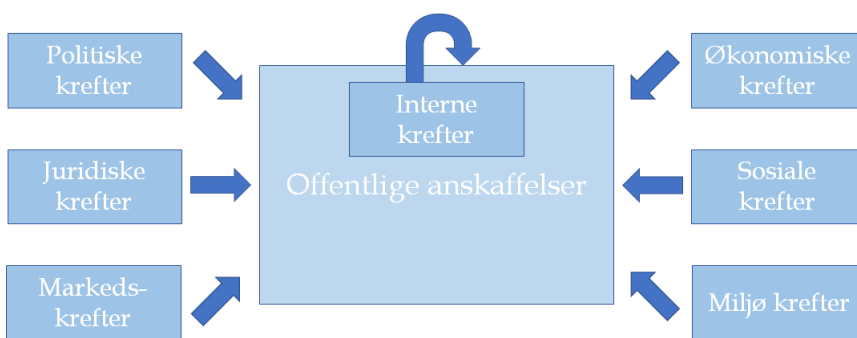 Politiske
krefter
Juridiske
krefter
Markeds-
krefter
Interne
krefter
Offentlige anskaffelser
Økonomiske
krefter
Sosiale
krefter
Miljø krefter